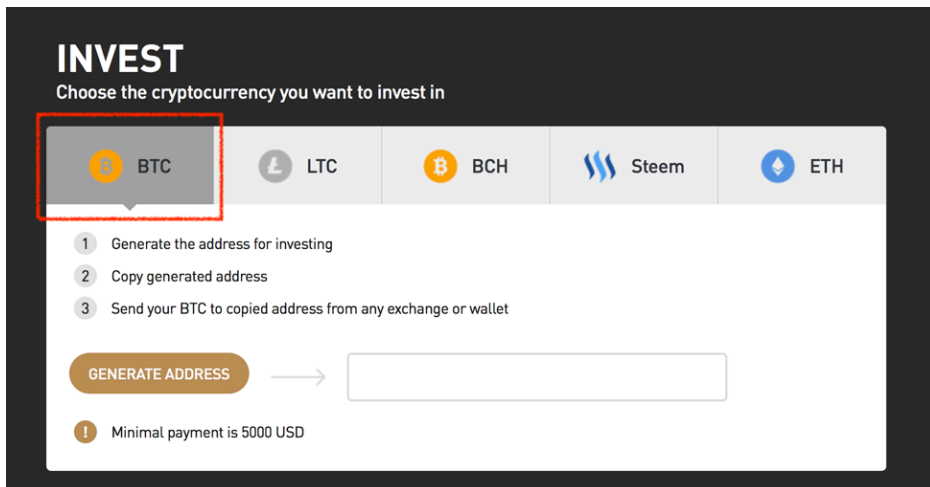 INVEST
Choose the cryptocurrency you want to invest in
BTC LTC BCH Steem ETH
1 Generate the address for investing
2 Copy generated address
3 Send your BTC to copied address from any exchange or wallet
GENERATE ADDRESS
! Minimal payment is 5000 USD